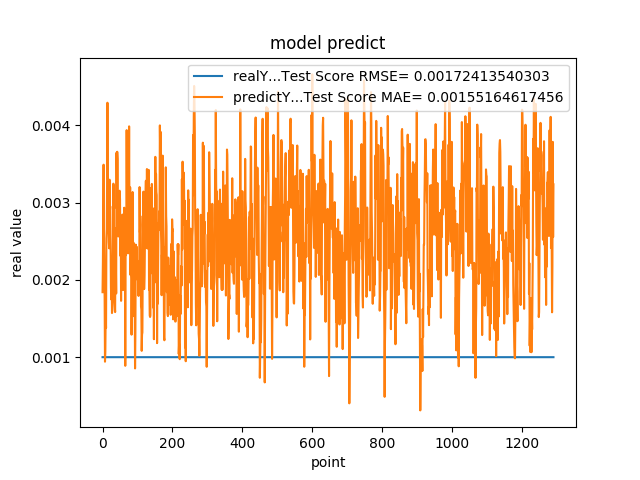 model predict
realY...Test Score RMSE= 0.00172413540303
predictY...Test Score MAE= 0.00155164617456
0.004
0.003
0.002
0.001
real value
0 200 400 600 800 1000 1200
point